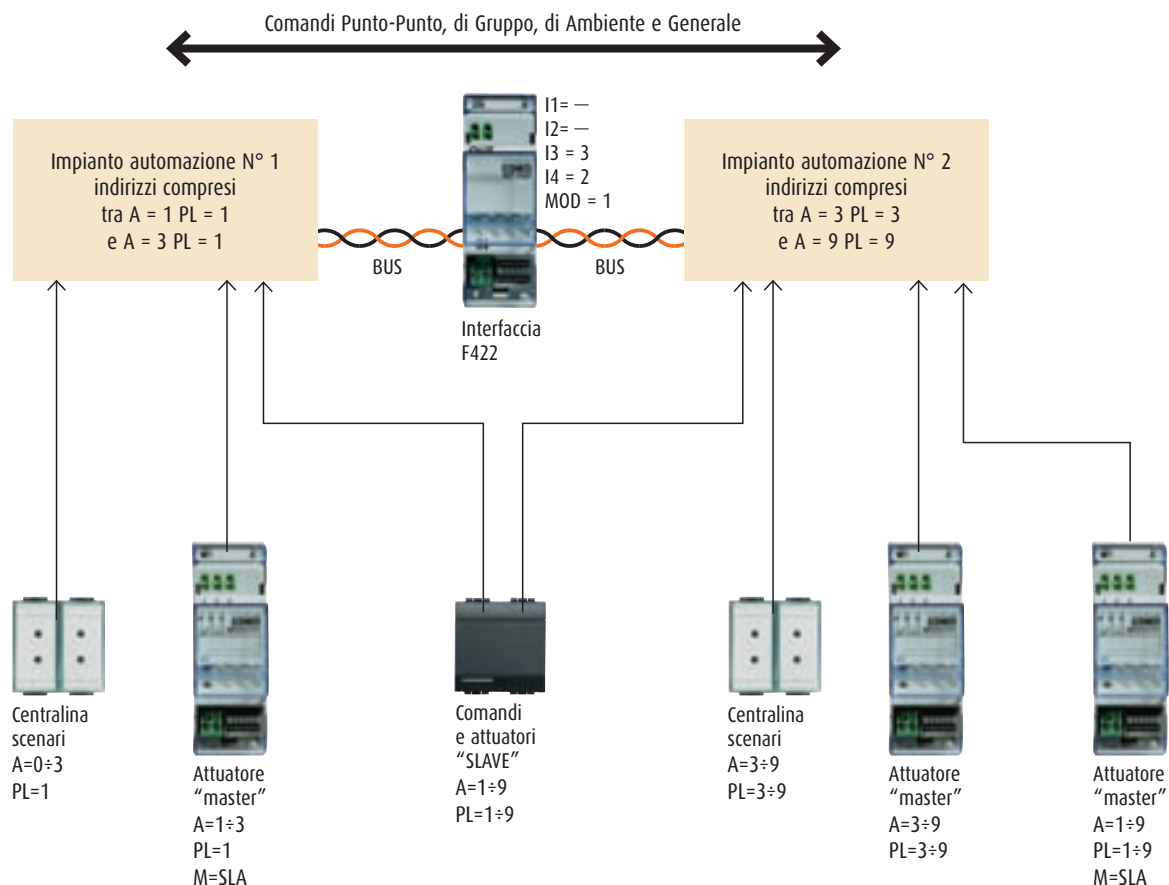 Comandi Punto-Punto, di Gruppo, di Ambiente e Generale
I1= —
I2= —
I3 = 3
I4 = 2
MOD = 1
Impianto automazione N° 1
indirizzi compresi
tra A = 1 PL = 1
e A = 3 PL = 1
Impianto automazione N° 2
indirizzi compresi
tra A = 3 PL = 3
e A = 9 PL = 9
BUS
BUS
Interfaccia
F422
Centralina
scenari
A=0÷3
PL=1
Attuatore
“master”
A=1÷3
PL=1
M=SLA
Comandi
e attuatori
“SLAVE”
A=1÷9
PL=1÷9
Centralina
scenari
A=3÷9
PL=3÷9
Attuatore
“master”
A=3÷9
PL=3÷9
Attuatore
“master”
A=1÷9
PL=1÷9
M=SLA